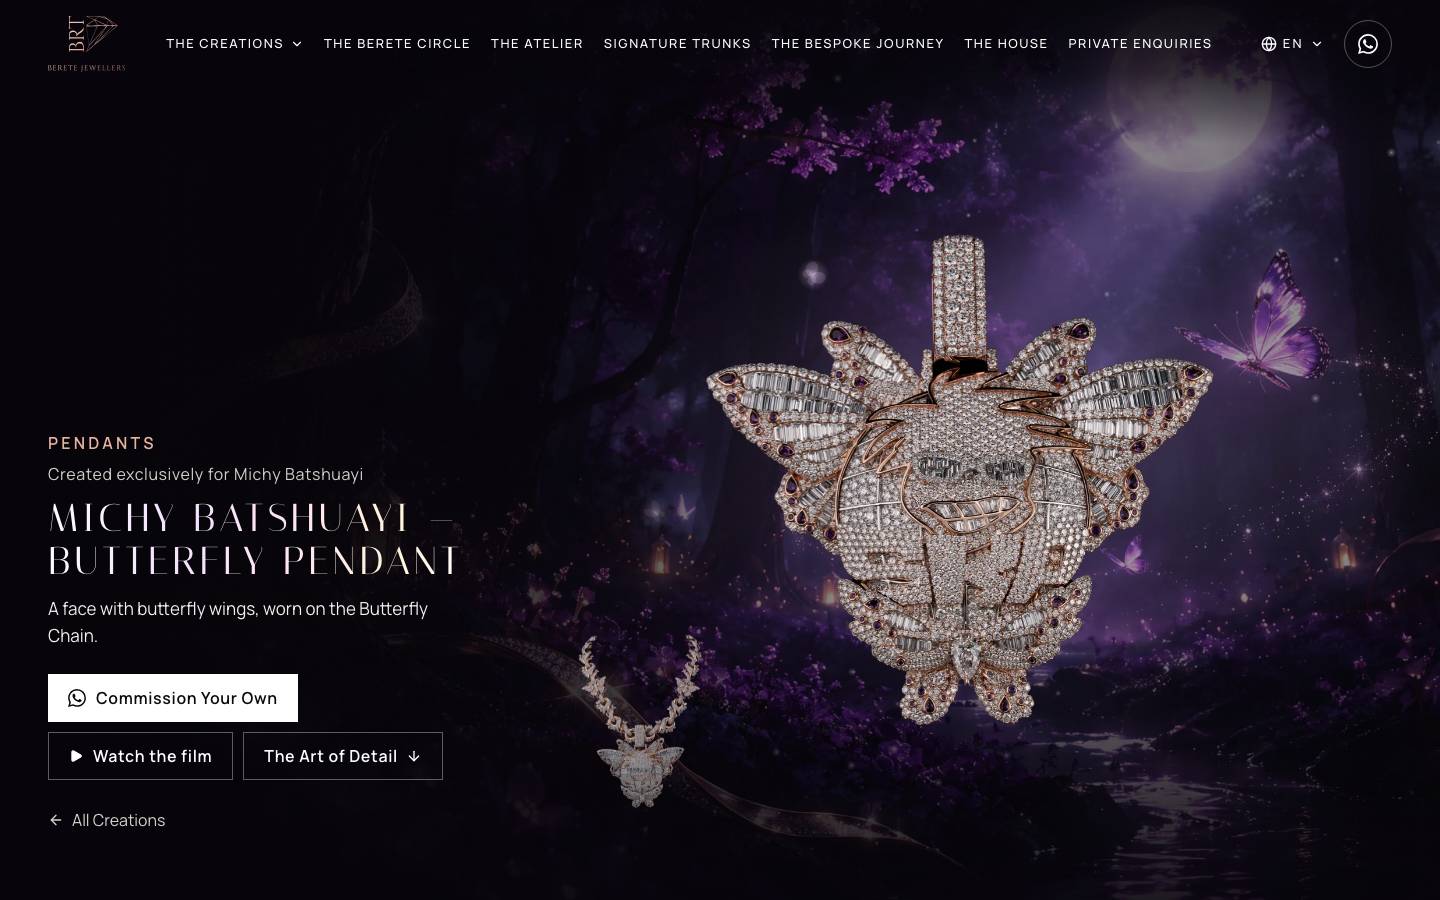 BRT
BERETE JEWELLERS
THE CREATIONS
THE BERETE CIRCLE
THE ATELIER
SIGNATURE TRUNKS
THE BESPOKE JOURNEY
THE HOUSE
PRIVATE ENQUIRIES
EN
PENDANTS
Created exclusively for Michy Batshuayi
MICHY BATSHUAYI –
BUTTERFLY PENDANT
A face with butterfly wings, worn on the Butterfly
Chain.
Commission Your Own
Watch the film
The Art of Detail
All Creations